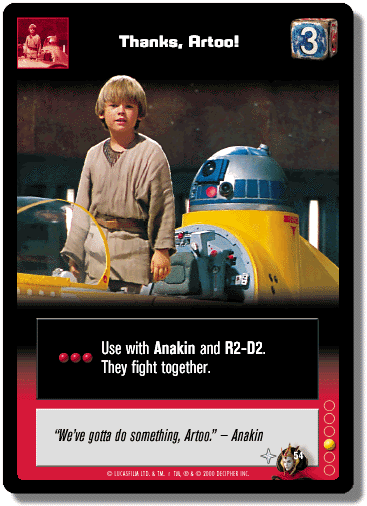 Thanks, Artoo!
3
Use with Anakin and R2-D2.
They fight together.
"We've gotta do something, Artoo." – Anakin
54
© LUCASFILM LTD. & TM. ® & © 2000 DECIPHER INC.